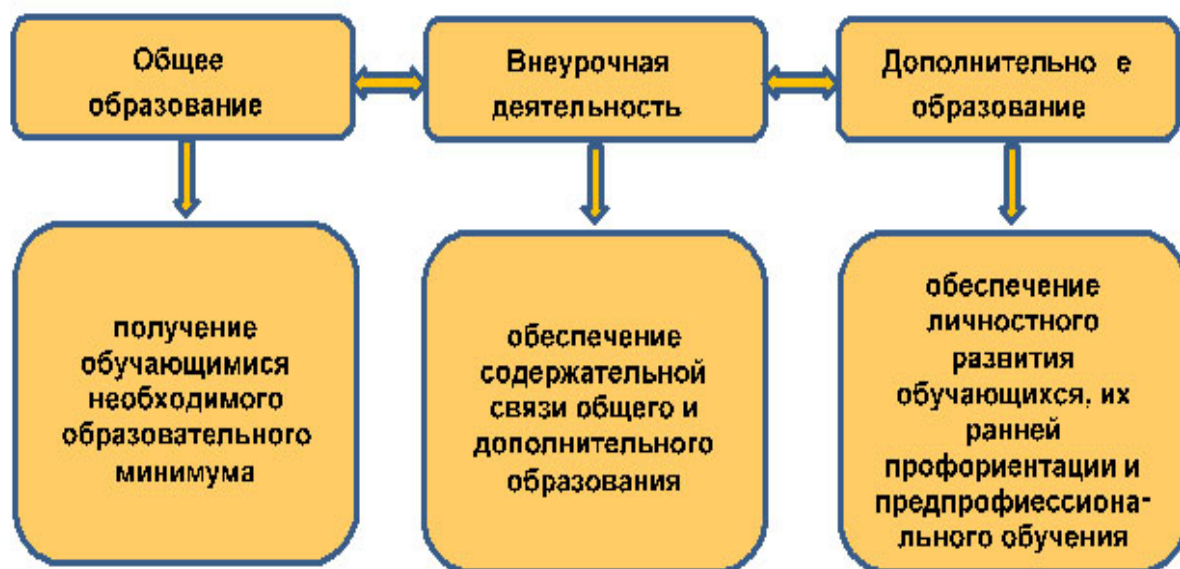 Общее
образование
Внеурочная
деятельность
Дополнительно е
образование
получение
обучающимися
необходимого
образовательного
минимума
обеспечение
содержательной
связи общего и
дополнительного
образования
обеспечение
личностного
развития
обучающихся, их
ранней
профориентации и
предпрофиессиона-
льного обучения